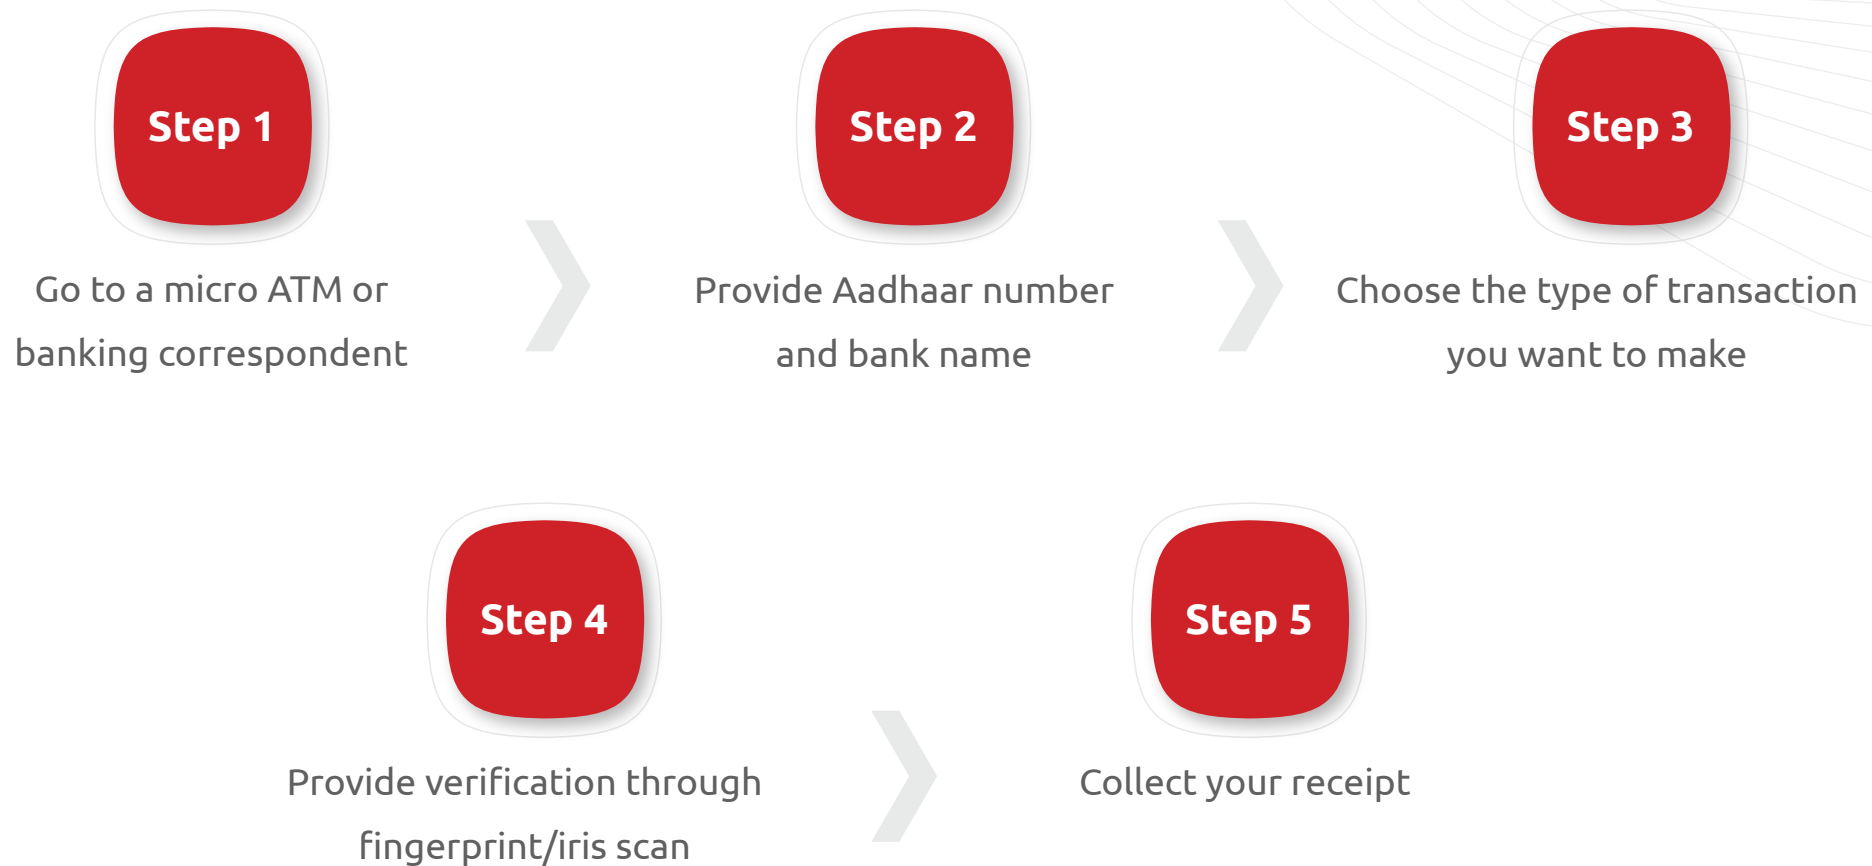 Step 1
Go to a micro ATM or
banking correspondent
Step 2
Provide Aadhaar number
and bank name
Step 3
Choose the type of transaction
you want to make
Step 4
Provide verification through
fingerprint/iris scan
Step 5
Collect your receipt